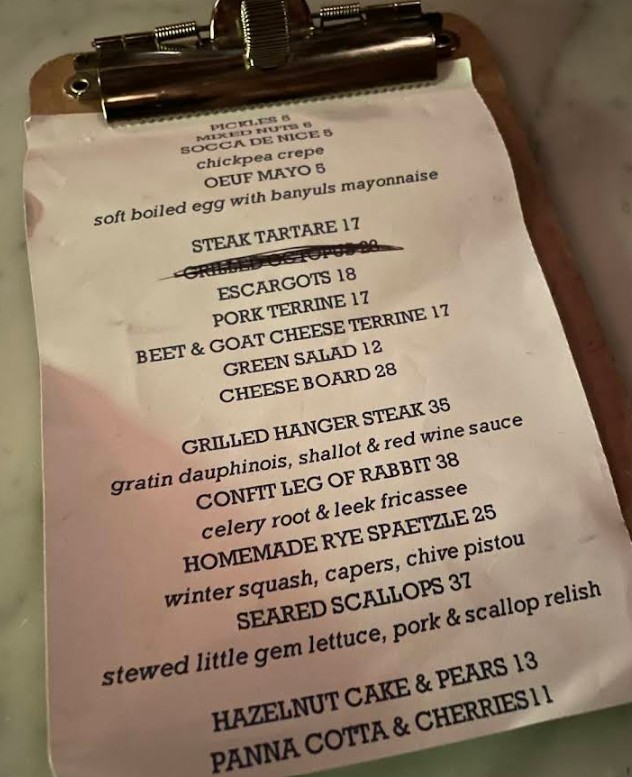 PICKLES 6
MIXED NUTS 6
SOCCA DE NICE 5
chickpea crepe
OEUF MAYO 5
soft boiled egg with banyuls mayonnaise
STEAK TARTARE 17
GRILLED OCTOPUS
ESCARGOTS 18
PORK TERRINE 17
BEET & GOAT CHEESE TERRINE 17
GREEN SALAD 12
CHEESE BOARD 28
GRILLED HANGER STEAK 35
gratin dauphinois, shallot & red wine sauce
CONFIT LEG OF RABBIT 38
celery root & leek fricassee
HOMEMADE RYE SPAETZLE 25
winter squash, capers, chive pistou
SEARED SCALLOPS 37
stewed little gem lettuce, pork & scallop relish
HAZELNUT CAKE & PEARS 13
PANNA COTTA & CHERRIES11